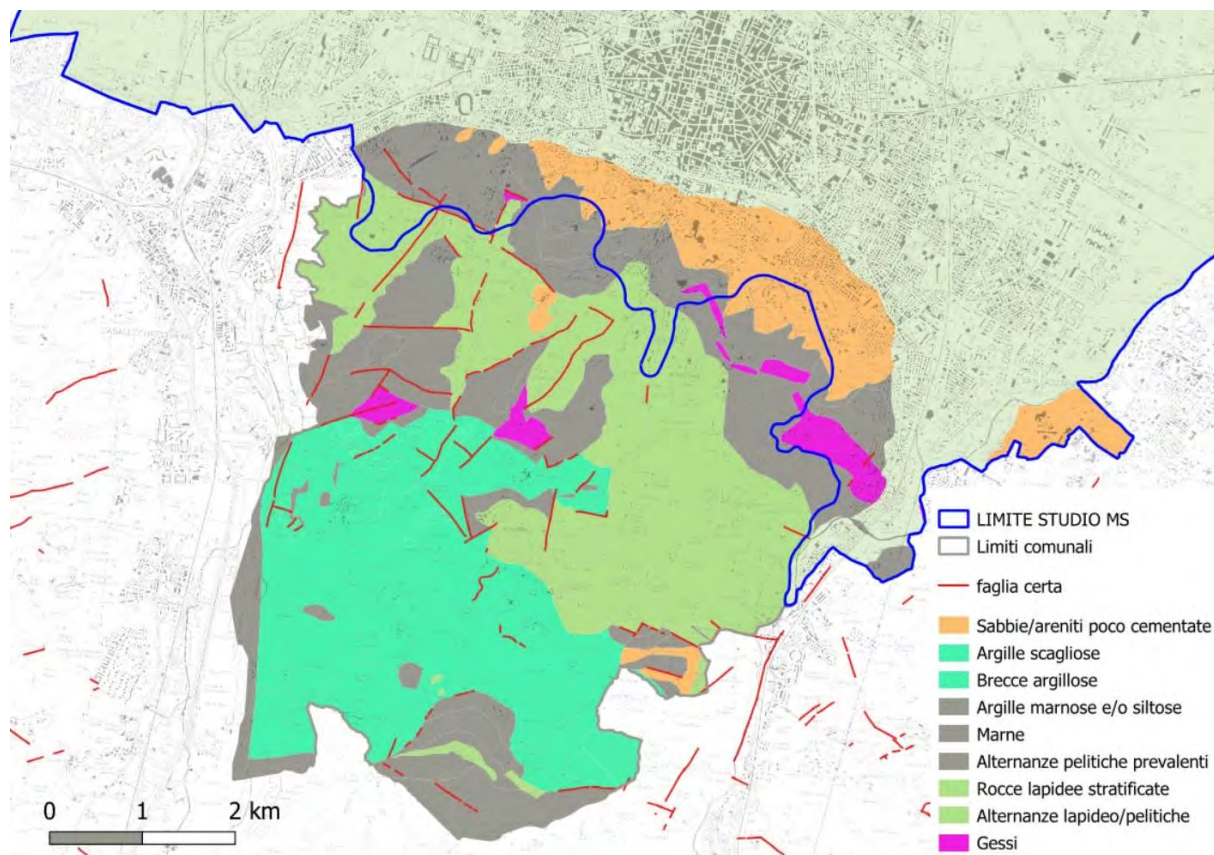 LIMITE STUDIO MS
Limiti comunali
faglia certa
Sabbie/areniti poco cementate
Argille scagliose
Brecce argillose
Argille marnose e/o siltose
Marne
Alternanze pelitiche prevalenti
Rocce lapidee stratificate
Alternanze lapideo/pelitiche
Gessi
0 1 2 km